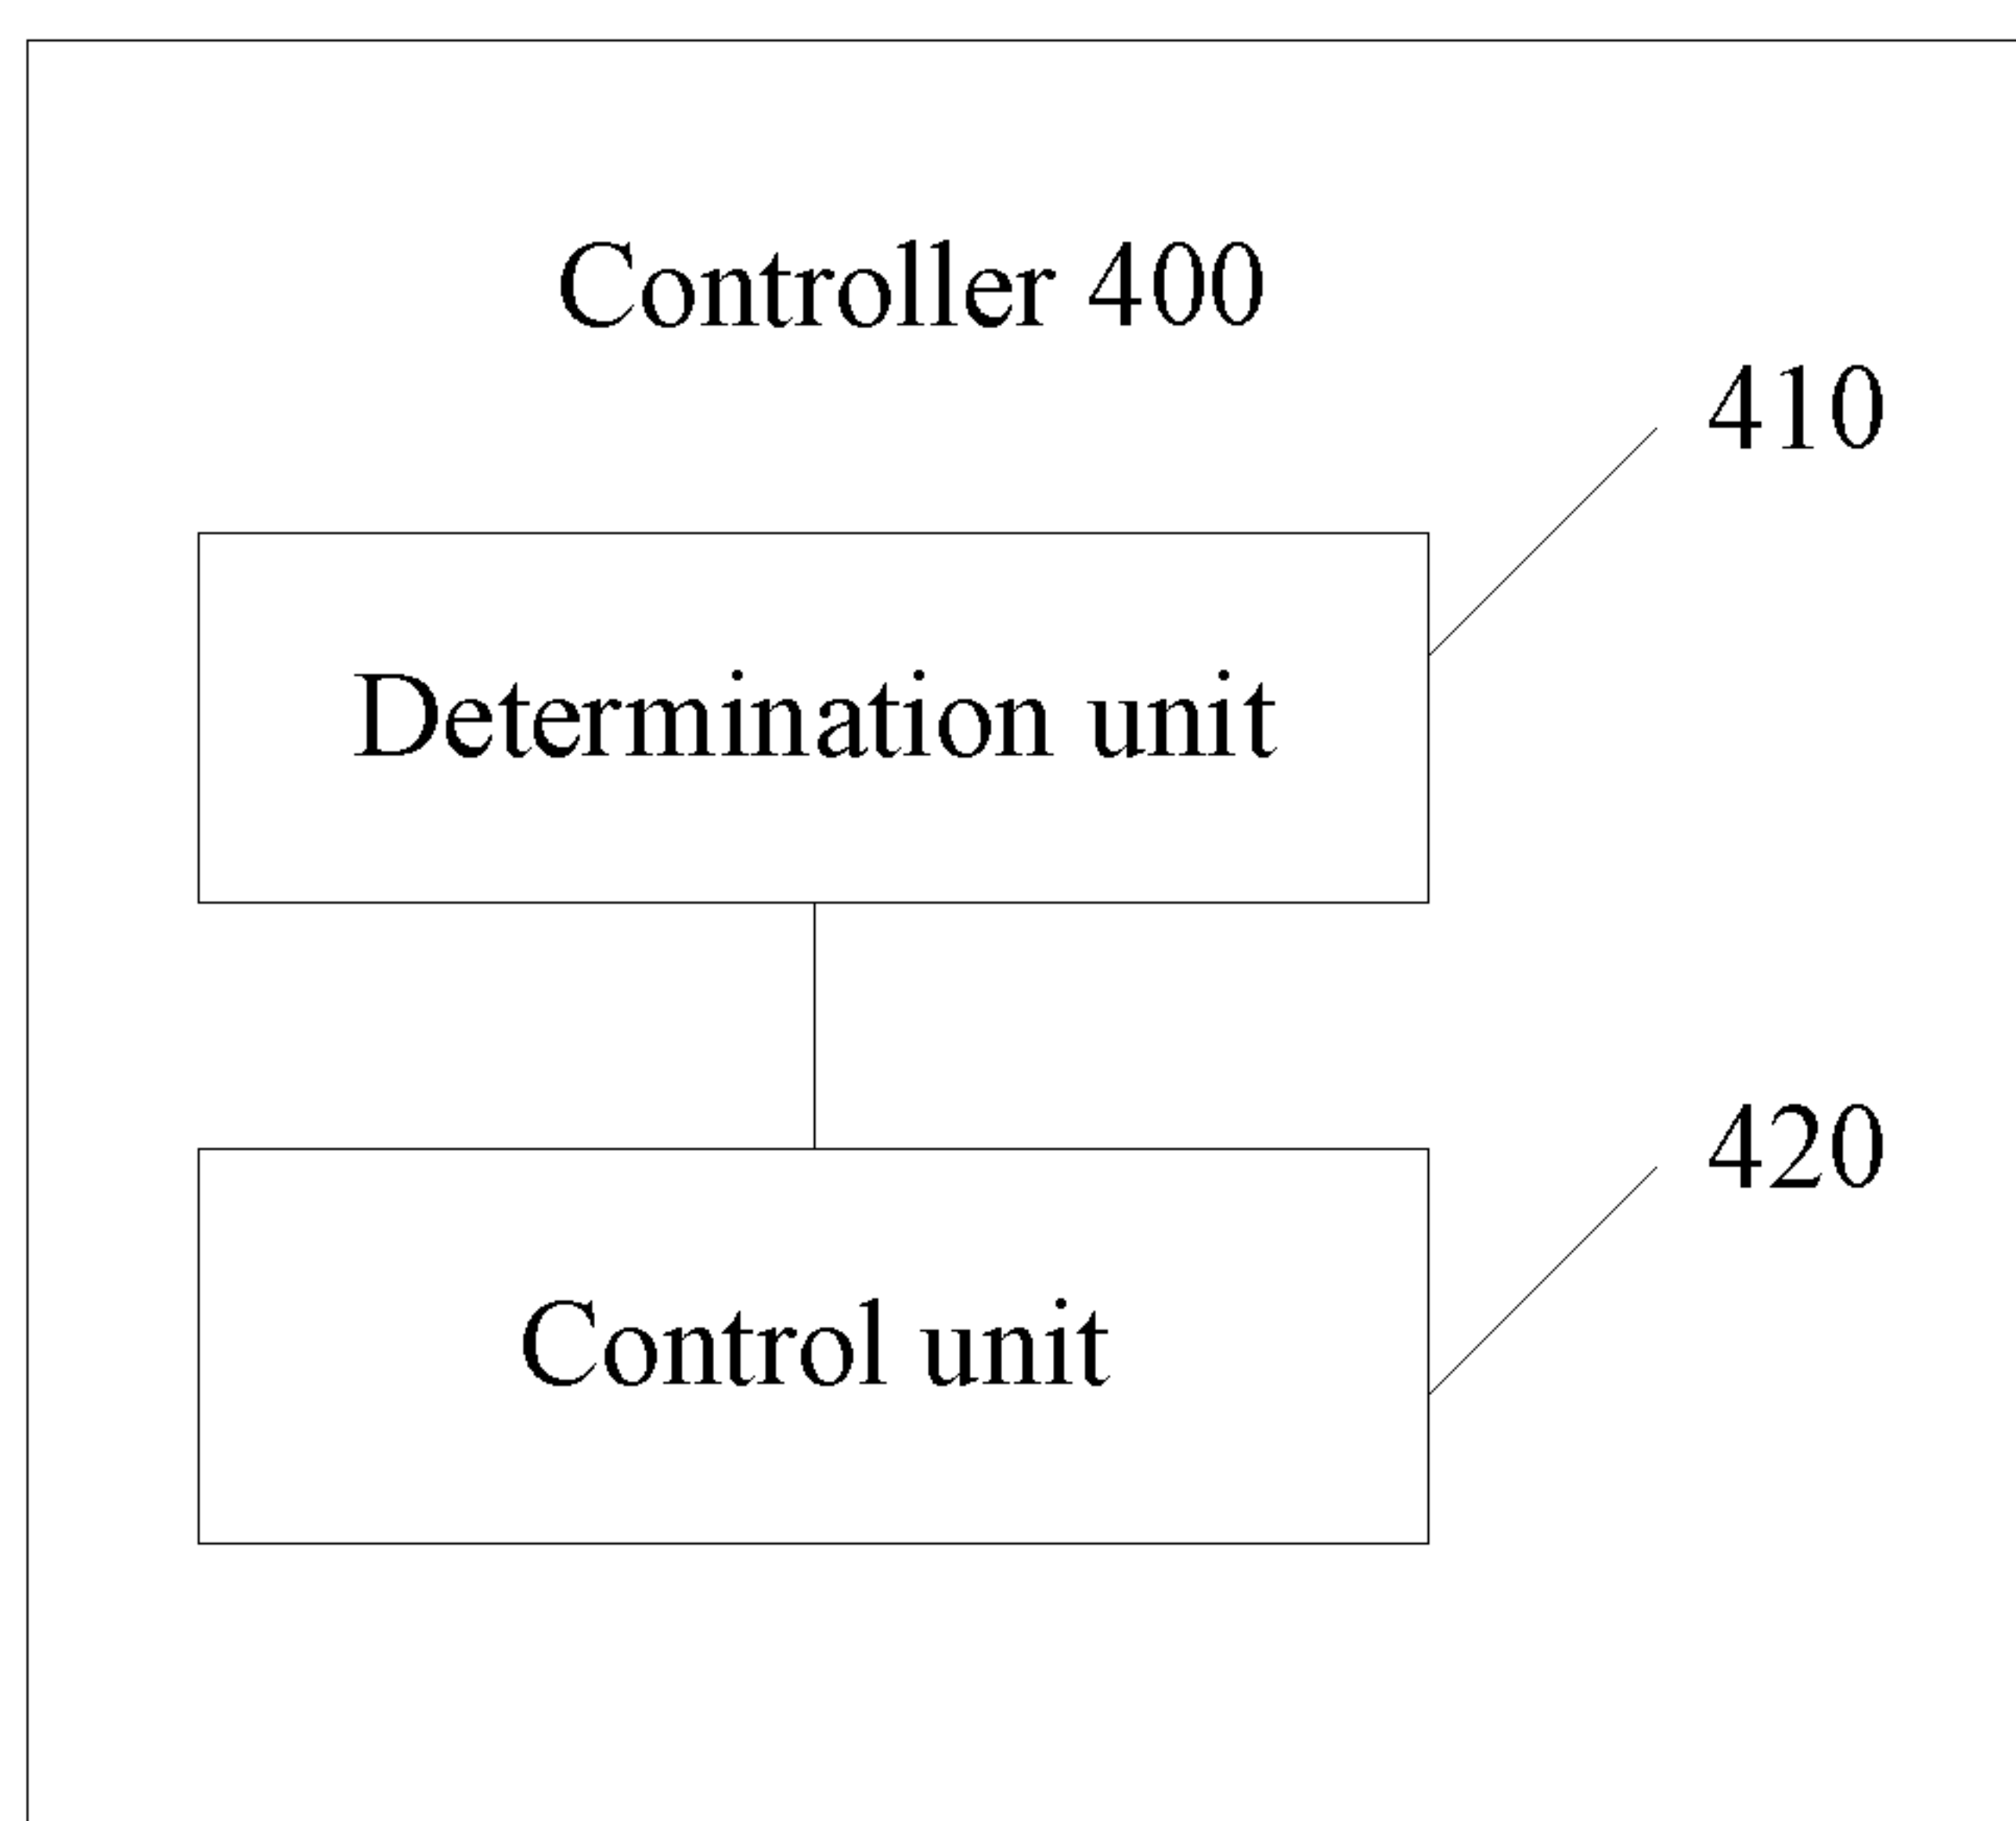 Controller 400
410
Determination unit
420
Control unit